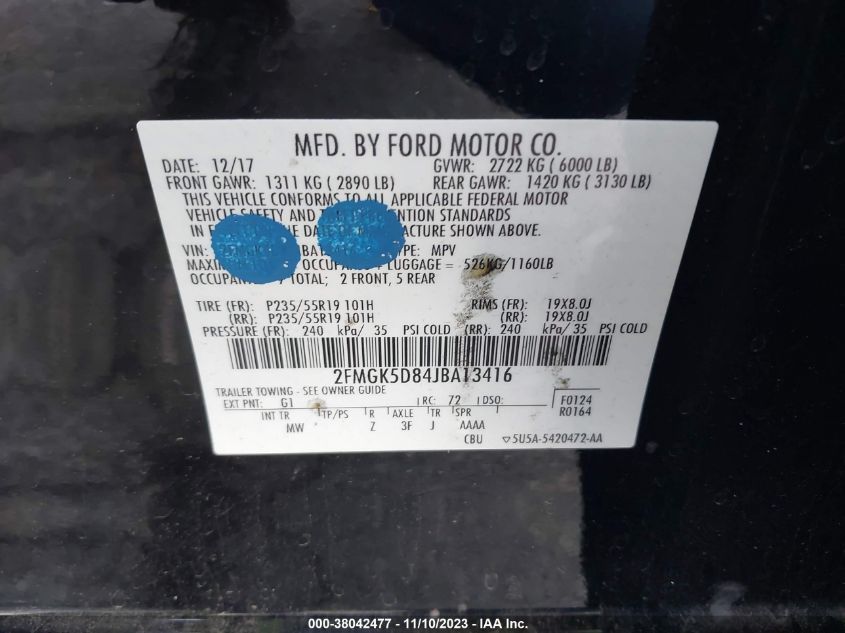 MFD. BY FORD MOTOR CO.
DATE: 12/17 GVWR: 2722 KG ( 6000 LB)
FRONT GAWR: 1311 KG ( 2890 LB) REAR GAWR: 1420 KG ( 3130 LB)
THIS VEHICLE CONFORMS TO ALL APPLICABLE FEDERAL MOTOR
VEHICLE SAFETY AND STANDARDS
IN E THE DATE MANUFACTURE SHOWN ABOVE.
VIN: TYPE: MPV
OCCUPANT + LUGGAGE = 526KG/1160LB
OCCUPANT TOTAL; 2 FRONT, 5 REAR
TIRE (FR): P235/55R19 101H RIMS (FR): 19X8.0J
(RR): P235/55R19 101H (RR): 19X8.0J
PRESSURE (FR): 240 kPa/ 35 PSI COLD (RR): 240 kPa/ 35 PSI COLD
2FMGK5D84JBA13416
TRAILER TOWING - SEE OWNER GUIDE
EXT PNT: G1 RC: 72 DSO: F0124
INT TR TP/PS R AXLE TR SPR R0164
MW Z 3F J AAAA
CBU ▽5U5A-5420472-AA
000-38042477 - 11/10/2023 - IAA Inc.